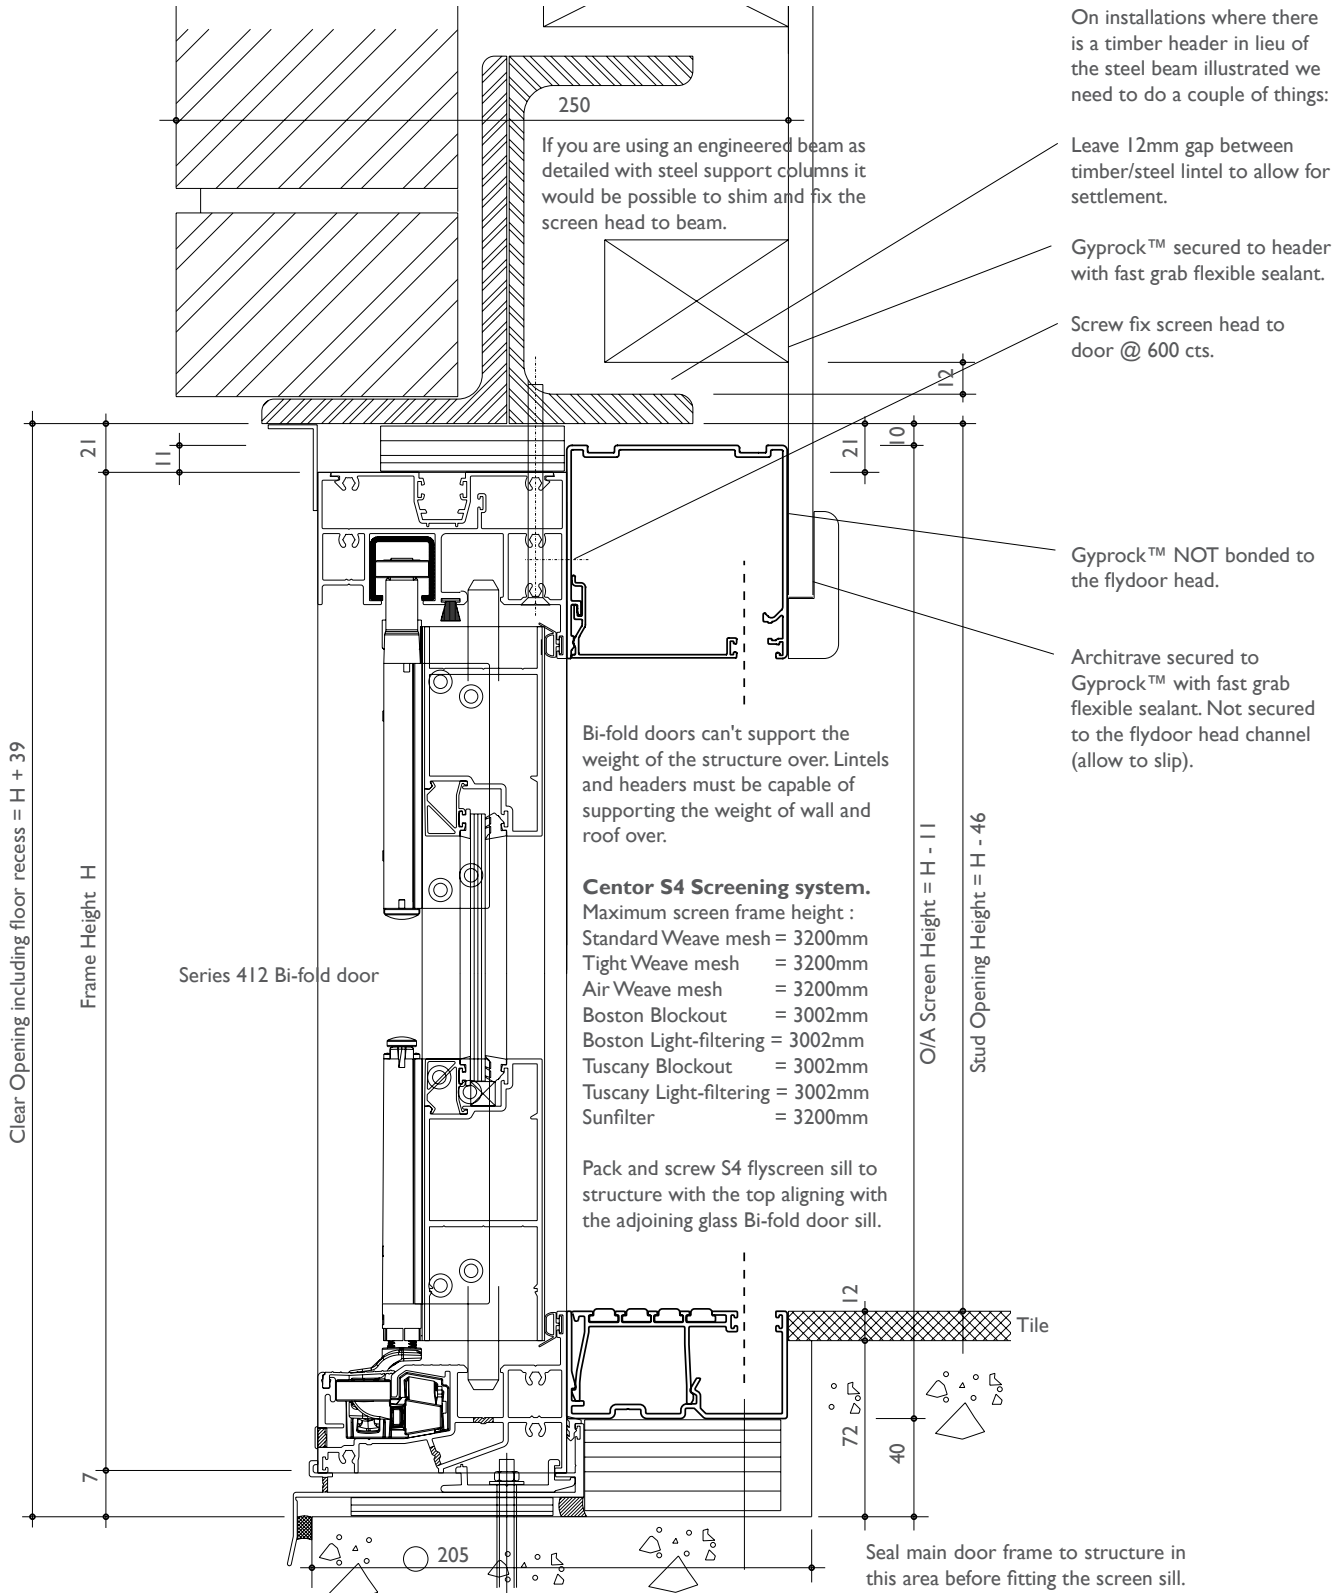 On installations where there
is a timber header in lieu of
the steel beam illustrated we
need to do a couple of things:
250
If you are using an engineered beam as
detailed with steel support columns it
would be possible to shim and fix the
screen head to beam.
Leave 12mm gap between
timber/steel lintel to allow for
settlement.
Gyprock™ secured to header
with fast grab flexible sealant.
Screw fix screen head to
door @ 600 cts.
12
21
11
21
10
Gyprock™ NOT bonded to
the flydoor head.
Architrave secured to
Gyprock™ with fast grab
flexible sealant. Not secured
to the flydoor head channel
(allow to slip).
Bi-fold doors can't support the
weight of the structure over. Lintels
and headers must be capable of
supporting the weight of wall and
roof over.
Clear Opening including floor recess = H + 39
Frame Height H
Series 412 Bi-fold door
Centor S4 Screening system.
Maximum screen frame height :
Standard Weave mesh = 3200mm
Tight Weave mesh = 3200mm
Air Weave mesh = 3200mm
Boston Blockout = 3002mm
Boston Light-filtering = 3002mm
Tuscany Blockout = 3002mm
Tuscany Light-filtering = 3002mm
Sunfilter = 3200mm
O/A Screen Height = H - 11
Stud Opening Height = H - 46
Pack and screw S4 flyscreen sill to
structure with the top aligning with
the adjoining glass Bi-fold door sill.
12
Tile
72
40
7
205
Seal main door frame to structure in
this area before fitting the screen sill.